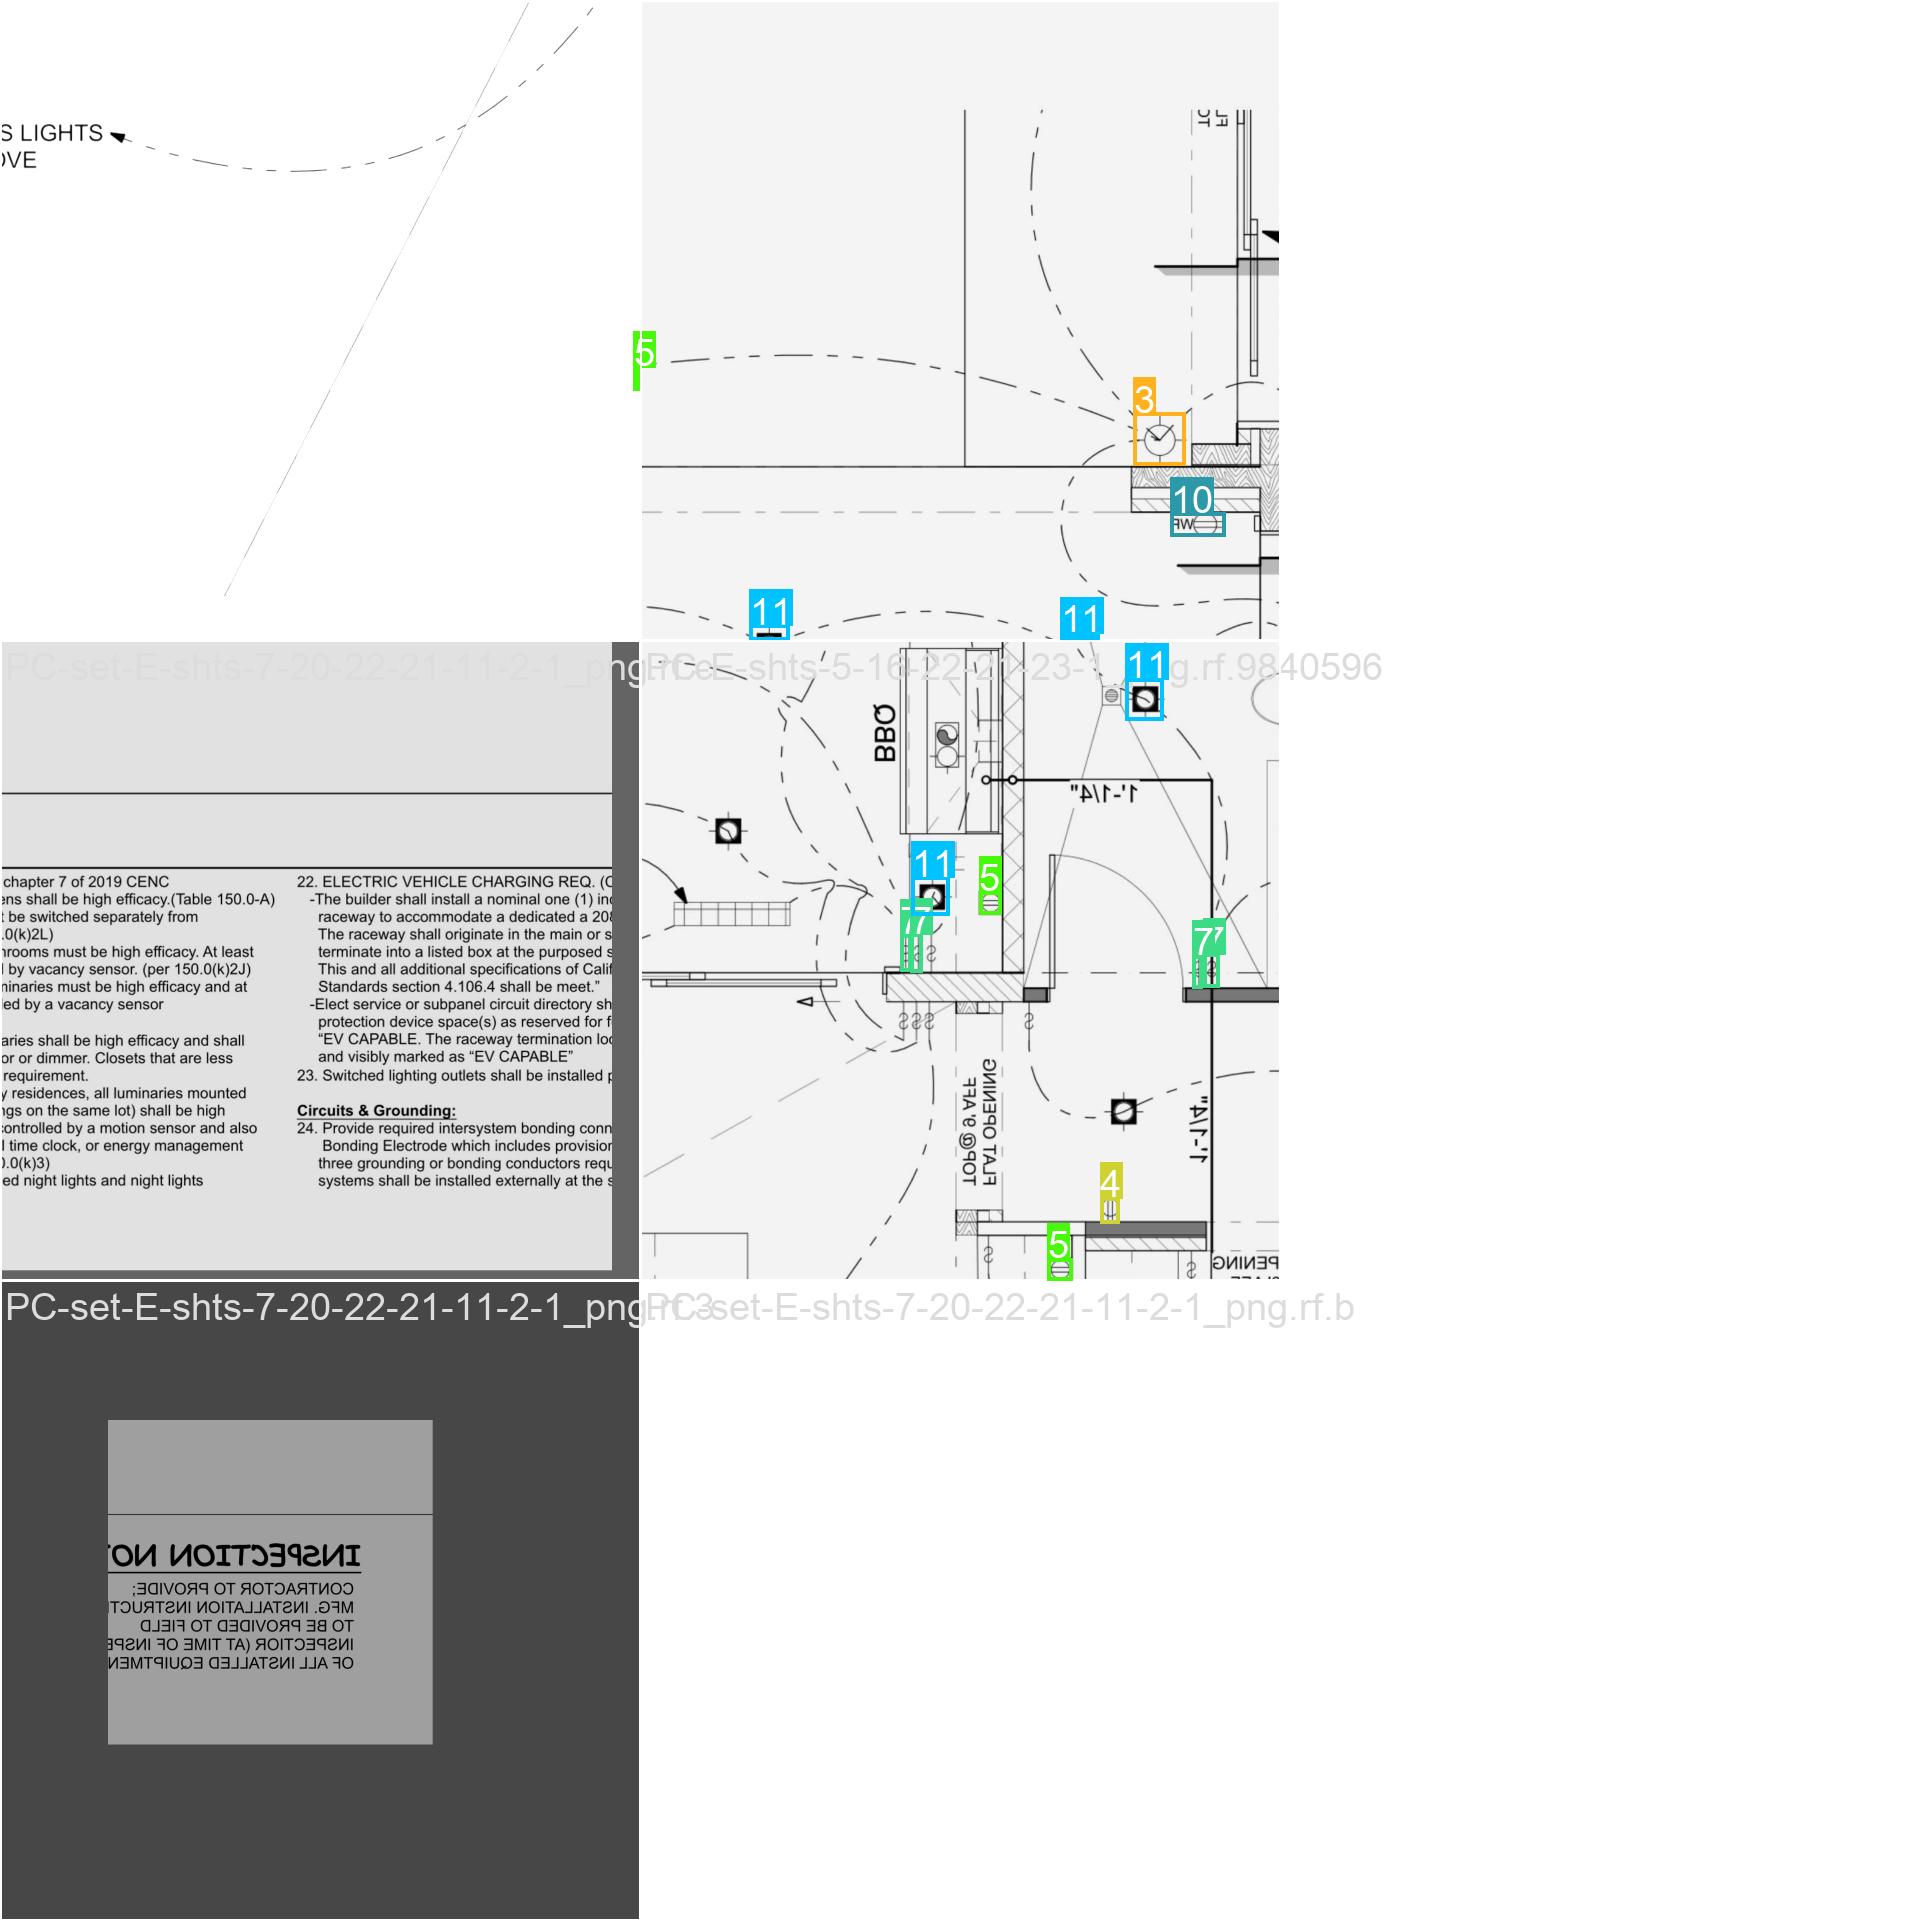 S LIGHTS
OVE
5
FL
OT
3
10
WP
11
11
PC-set-E-shts-7-20-22-21-11-2-1_png.rf.
E-shts-5-16-22-21-23-1
png.rf.9840596
chapter 7 of 2019 CENC
ens shall be high efficacy.(Table 150.0-A)
t be switched separately from
.0(k)2L)
hrooms must be high efficacy. At least
l by vacancy sensor. (per 150.0(k)2J)
minaries must be high efficacy and at
led by a vacancy sensor
aries shall be high efficacy and shall
or or dimmer. Closets that are less
requirement.
y residences, all luminaries mounted
ngs on the same lot) shall be high
controlled by a motion sensor and also
l time clock, or energy management
0.0(k)3)
ed night lights and night lights
22. ELECTRIC VEHICLE CHARGING REQ. (C
-The builder shall install a nominal one (1) inc
raceway to accommodate a dedicated a 208
The raceway shall originate in the main or s
terminate into a listed box at the purposed s
This and all additional specifications of Calif
Standards section 4.106.4 shall be meet.”
-Elect service or subpanel circuit directory sh
protection device space(s) as reserved for f
“EV CAPABLE. The raceway termination loc
and visibly marked as “EV CAPABLE”
23. Switched lighting outlets shall be installed p
Circuits & Grounding:
24. Provide required intersystem bonding conn
Bonding Electrode which includes provision
three grounding or bonding conductors requ
systems shall be installed externally at the s
11
BBQ
1'-1/4"
11
5
77
77
FLAT OPENING
TOP@ 9' AFF
1'-1/4"
4
5
PENING
PC-set-E-shts-7-20-22-21-11-2-1_png.rf.3
PC-set-E-shts-7-20-22-21-11-2-1_png.rf.b
INSPECTION NOT
CONTRACTOR TO PROVIDE;
MFG. INSTALLATION INSTRUCTI
TO BE PROVIDED TO FIELD
INSPECTIOR (AT TIME OF INSPE
OF ALL INSTALLED EQUIPTMEN